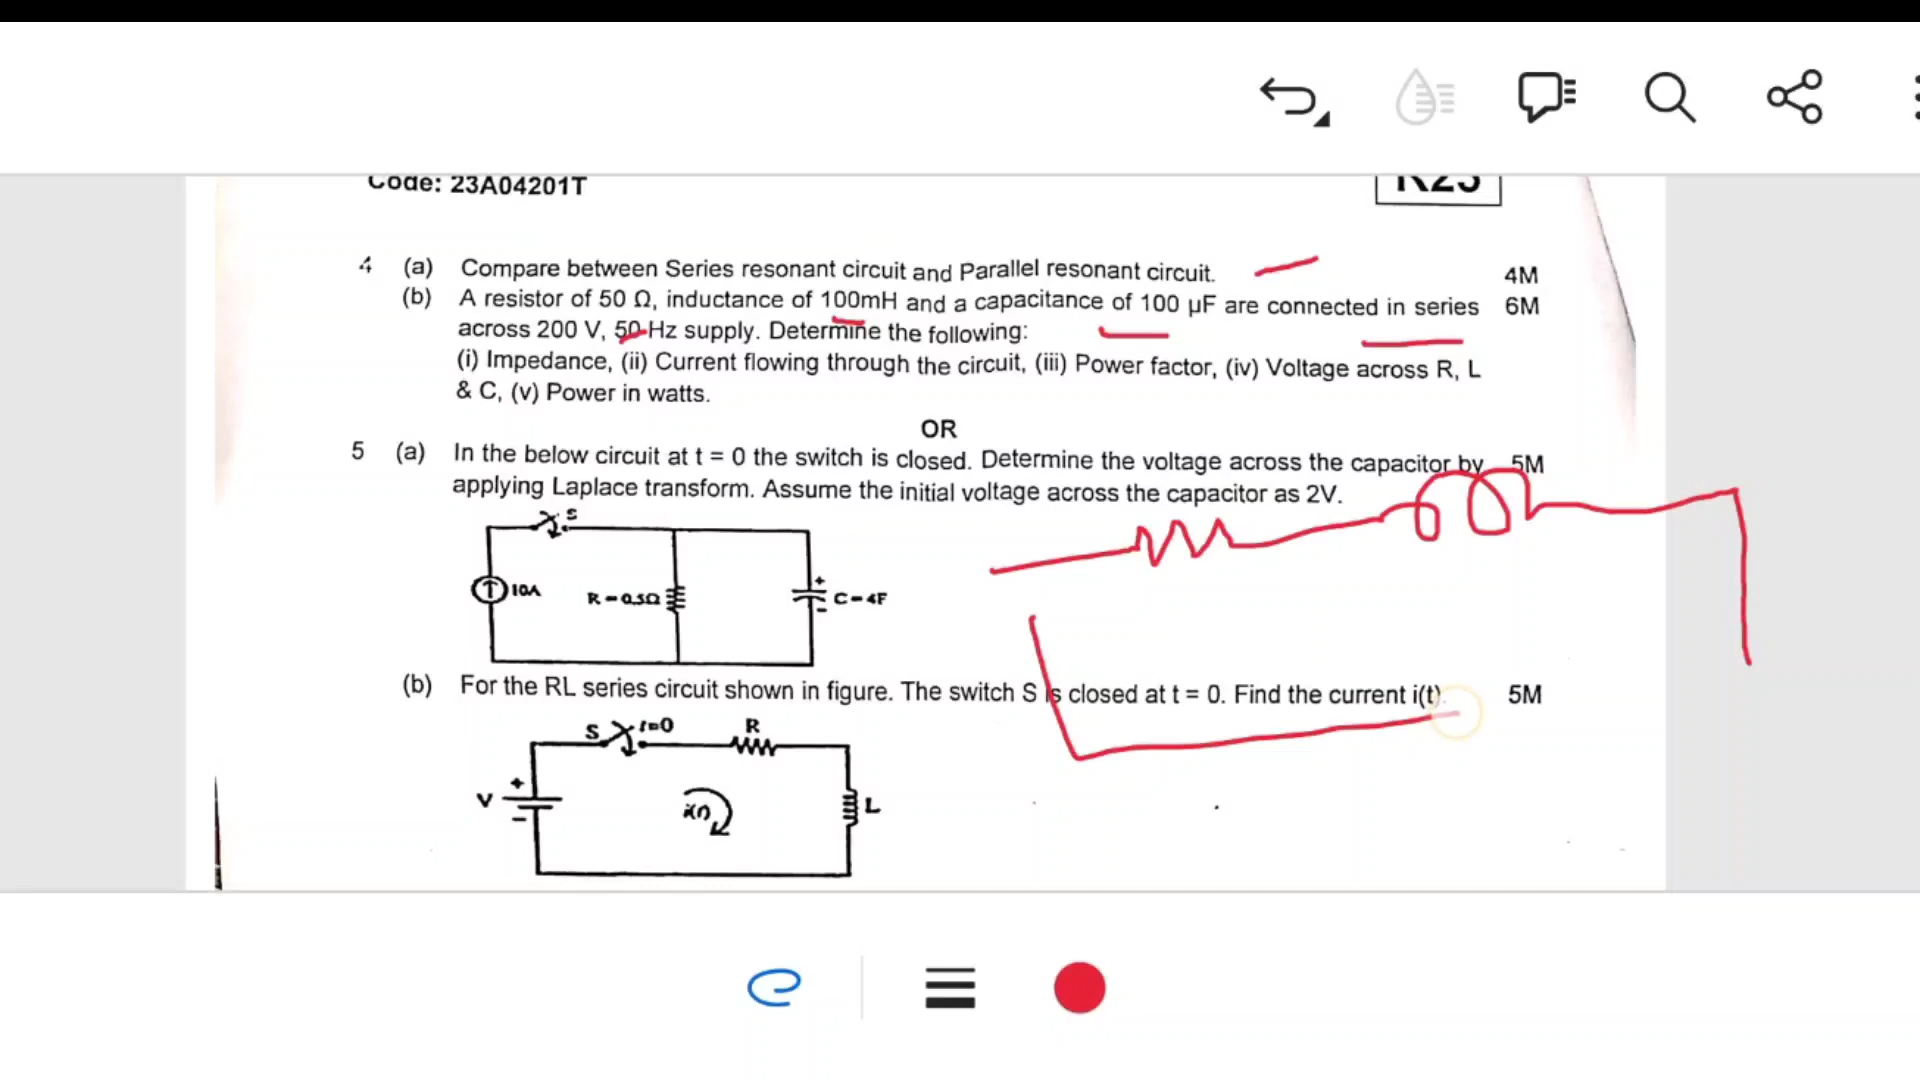 Code: 23A04201T
R23
4 (a) Compare between Series resonant circuit and Parallel resonant circuit. 4M
(b) A resistor of 50 Ω, inductance of 100mH and a capacitance of 100 µF are connected in series 6M
across 200 V, 50 Hz supply. Determine the following:
(i) Impedance, (ii) Current flowing through the circuit, (iii) Power factor, (iv) Voltage across R, L
& C, (v) Power in watts.
OR
5 (a) In the below circuit at t = 0 the switch is closed. Determine the voltage across the capacitor by 5M
applying Laplace transform. Assume the initial voltage across the capacitor as 2V.
S
10A
R=0.5Ω
+
C=4F
-
(b) For the RL series circuit shown in figure. The switch S is closed at t = 0. Find the current i(t). 5M
S t=0 R
V + -
i(t)
L